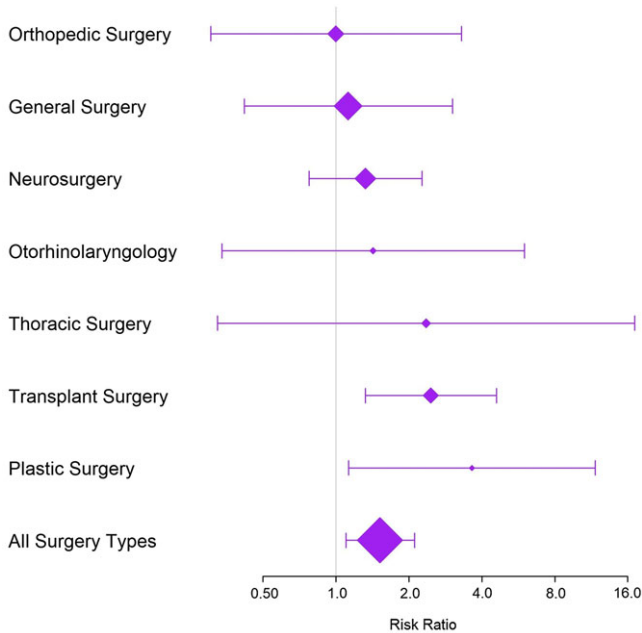 Orthopedic Surgery
General Surgery
Neurosurgery
Otorhinolaryngology
Thoracic Surgery
Transplant Surgery
Plastic Surgery
All Surgery Types
0.50 1.0 2.0 4.0 8.0 16.0
Risk Ratio